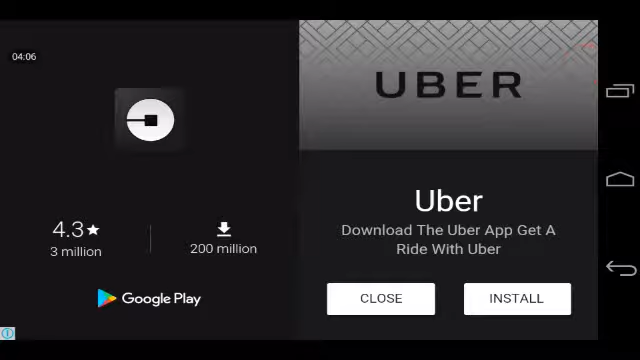 04:06
UBER
4.3★
3 million
200 million
Google Play
Uber
Download The Uber App Get A
Ride With Uber
CLOSE
INSTALL